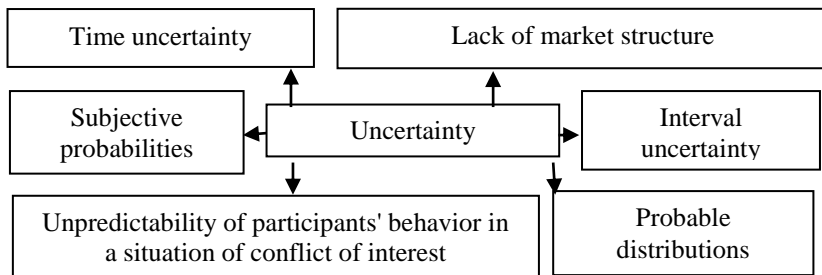 Time uncertainty
Lack of market structure
Subjective
probabilities
Uncertainty
Interval
uncertainty
Unpredictability of participants' behavior in
a situation of conflict of interest
Probable
distributions